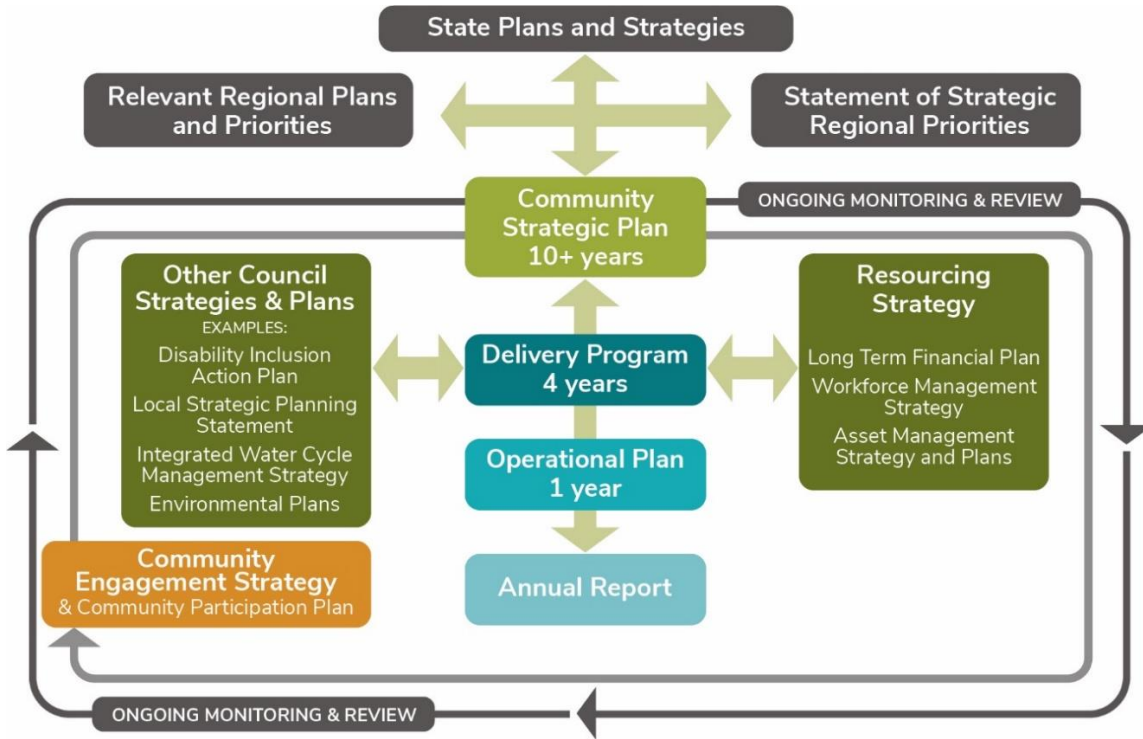 State Plans and Strategies
Relevant Regional Plans
and Priorities
Statement of Strategic
Regional Priorities
Community
Strategic Plan
10+ years
ONGOING MONITORING & REVIEW
Other Council
Strategies & Plans
EXAMPLES:
Disability Inclusion
Action Plan
Local Strategic Planning
Statement
Integrated Water Cycle
Management Strategy
Environmental Plans
Delivery Program
4 years
Resourcing
Strategy
Long Term Financial Plan
Workforce Management
Strategy
Asset Management
Strategy and Plans
Operational Plan
1 year
Community
Engagement Strategy
& Community Participation Plan
Annual Report
ONGOING MONITORING & REVIEW